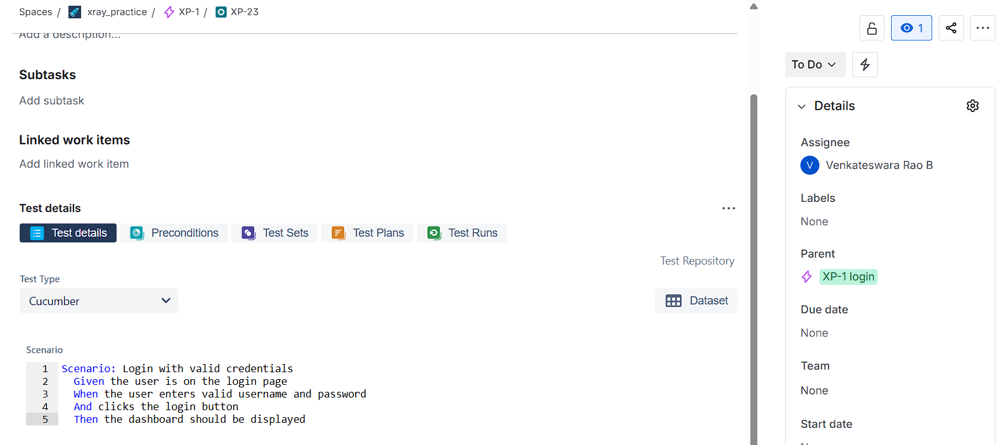 Spaces / xray_practice / XP-1 / XP-23
Add a description...
Subtasks
Add subtask
Linked work items
Add linked work item
Test details
Test details Preconditions Test Sets Test Plans Test Runs
Test Repository
Test Type
Cucumber
Dataset
Scenario
1 Scenario: Login with valid credentials
2 Given the user is on the login page
3 When the user enters valid username and password
4 And clicks the login button
5 Then the dashboard should be displayed
1
To Do
Details
Assignee
V Venkateswara Rao B
Labels
None
Parent
XP-1 login
Due date
None
Team
None
Start date